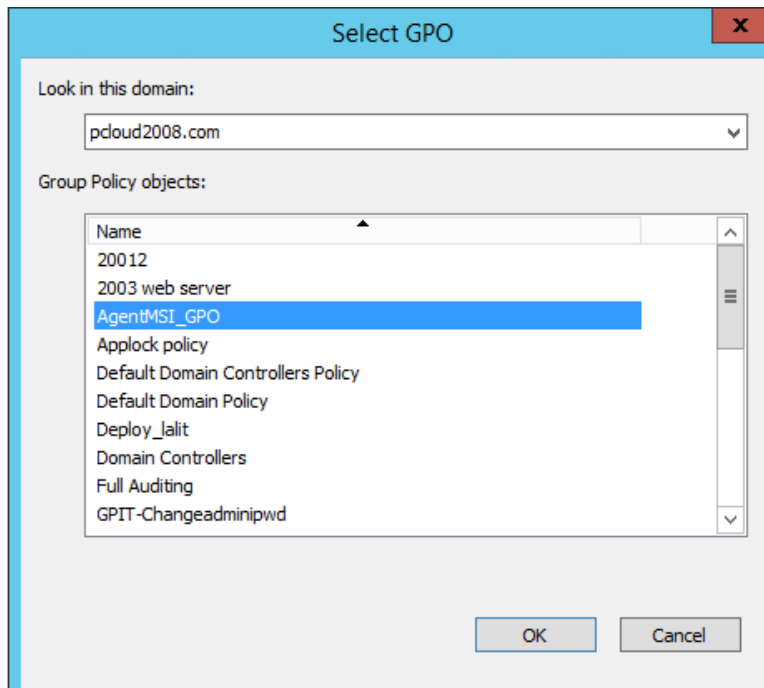 Select GPO
x
Look in this domain:
pcloud2008.com
Group Policy objects:
Name
20012
2003 web server
AgentMSI_GPO
Applock policy
Default Domain Controllers Policy
Default Domain Policy
Deploy_lalit
Domain Controllers
Full Auditing
GPIT-Changeadminipwd
OK Cancel